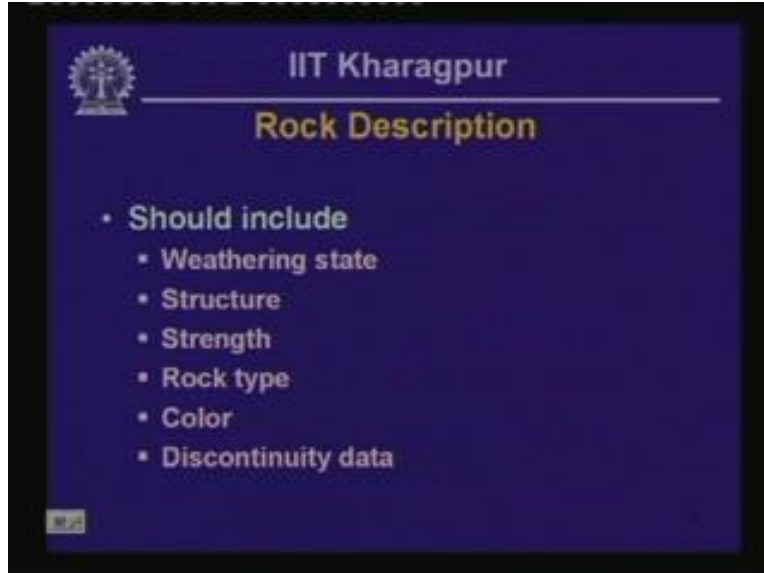 IIT Kharagpur
Rock Description
• Should include
▪ Weathering state
▪ Structure
▪ Strength
▪ Rock type
▪ Color
▪ Discontinuity data